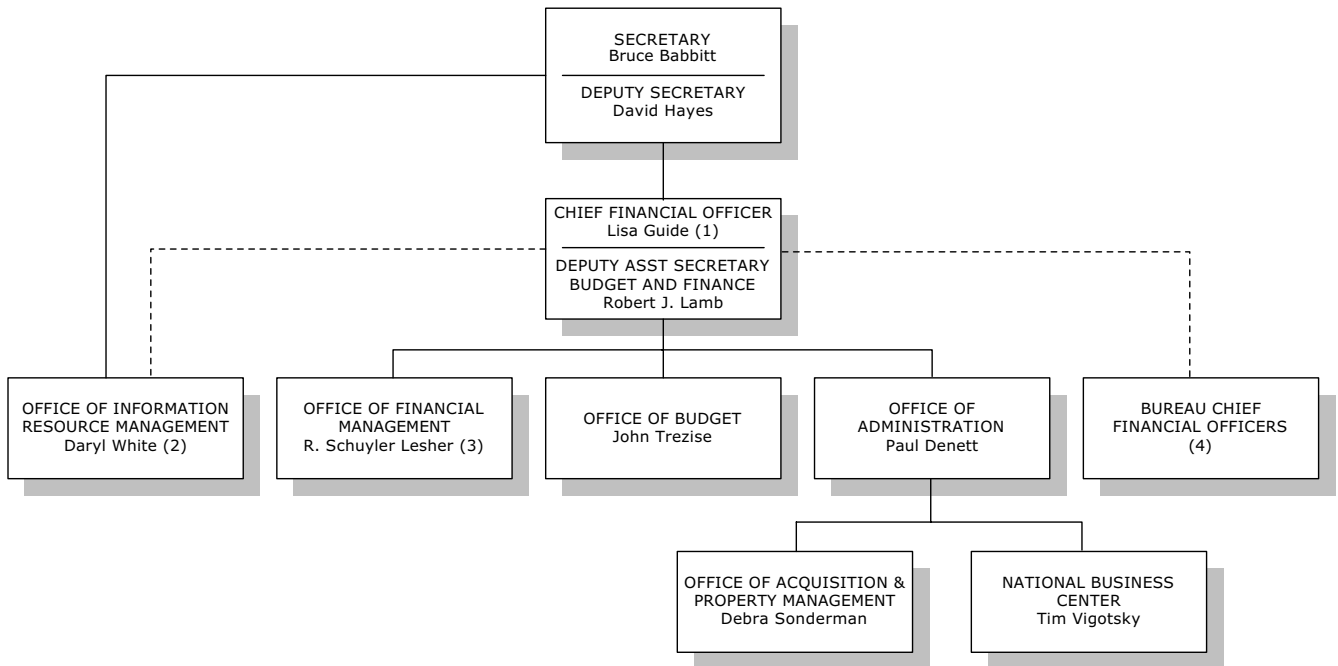 SECRETARY
Bruce Babbitt
DEPUTY SECRETARY
David Hayes
CHIEF FINANCIAL OFFICER
Lisa Guide (1)
DEPUTY ASST SECRETARY
BUDGET AND FINANCE
Robert J. Lamb
OFFICE OF INFORMATION
RESOURCE MANAGEMENT
Daryl White (2)
OFFICE OF FINANCIAL
MANAGEMENT
R. Schuyler Lesher (3)
OFFICE OF BUDGET
John Trezise
OFFICE OF
ADMINISTRATION
Paul Denett
BUREAU CHIEF
FINANCIAL OFFICERS
(4)
OFFICE OF ACQUISITION &
PROPERTY MANAGEMENT
Debra Sonderman
NATIONAL BUSINESS
CENTER
Tim Vigotsky